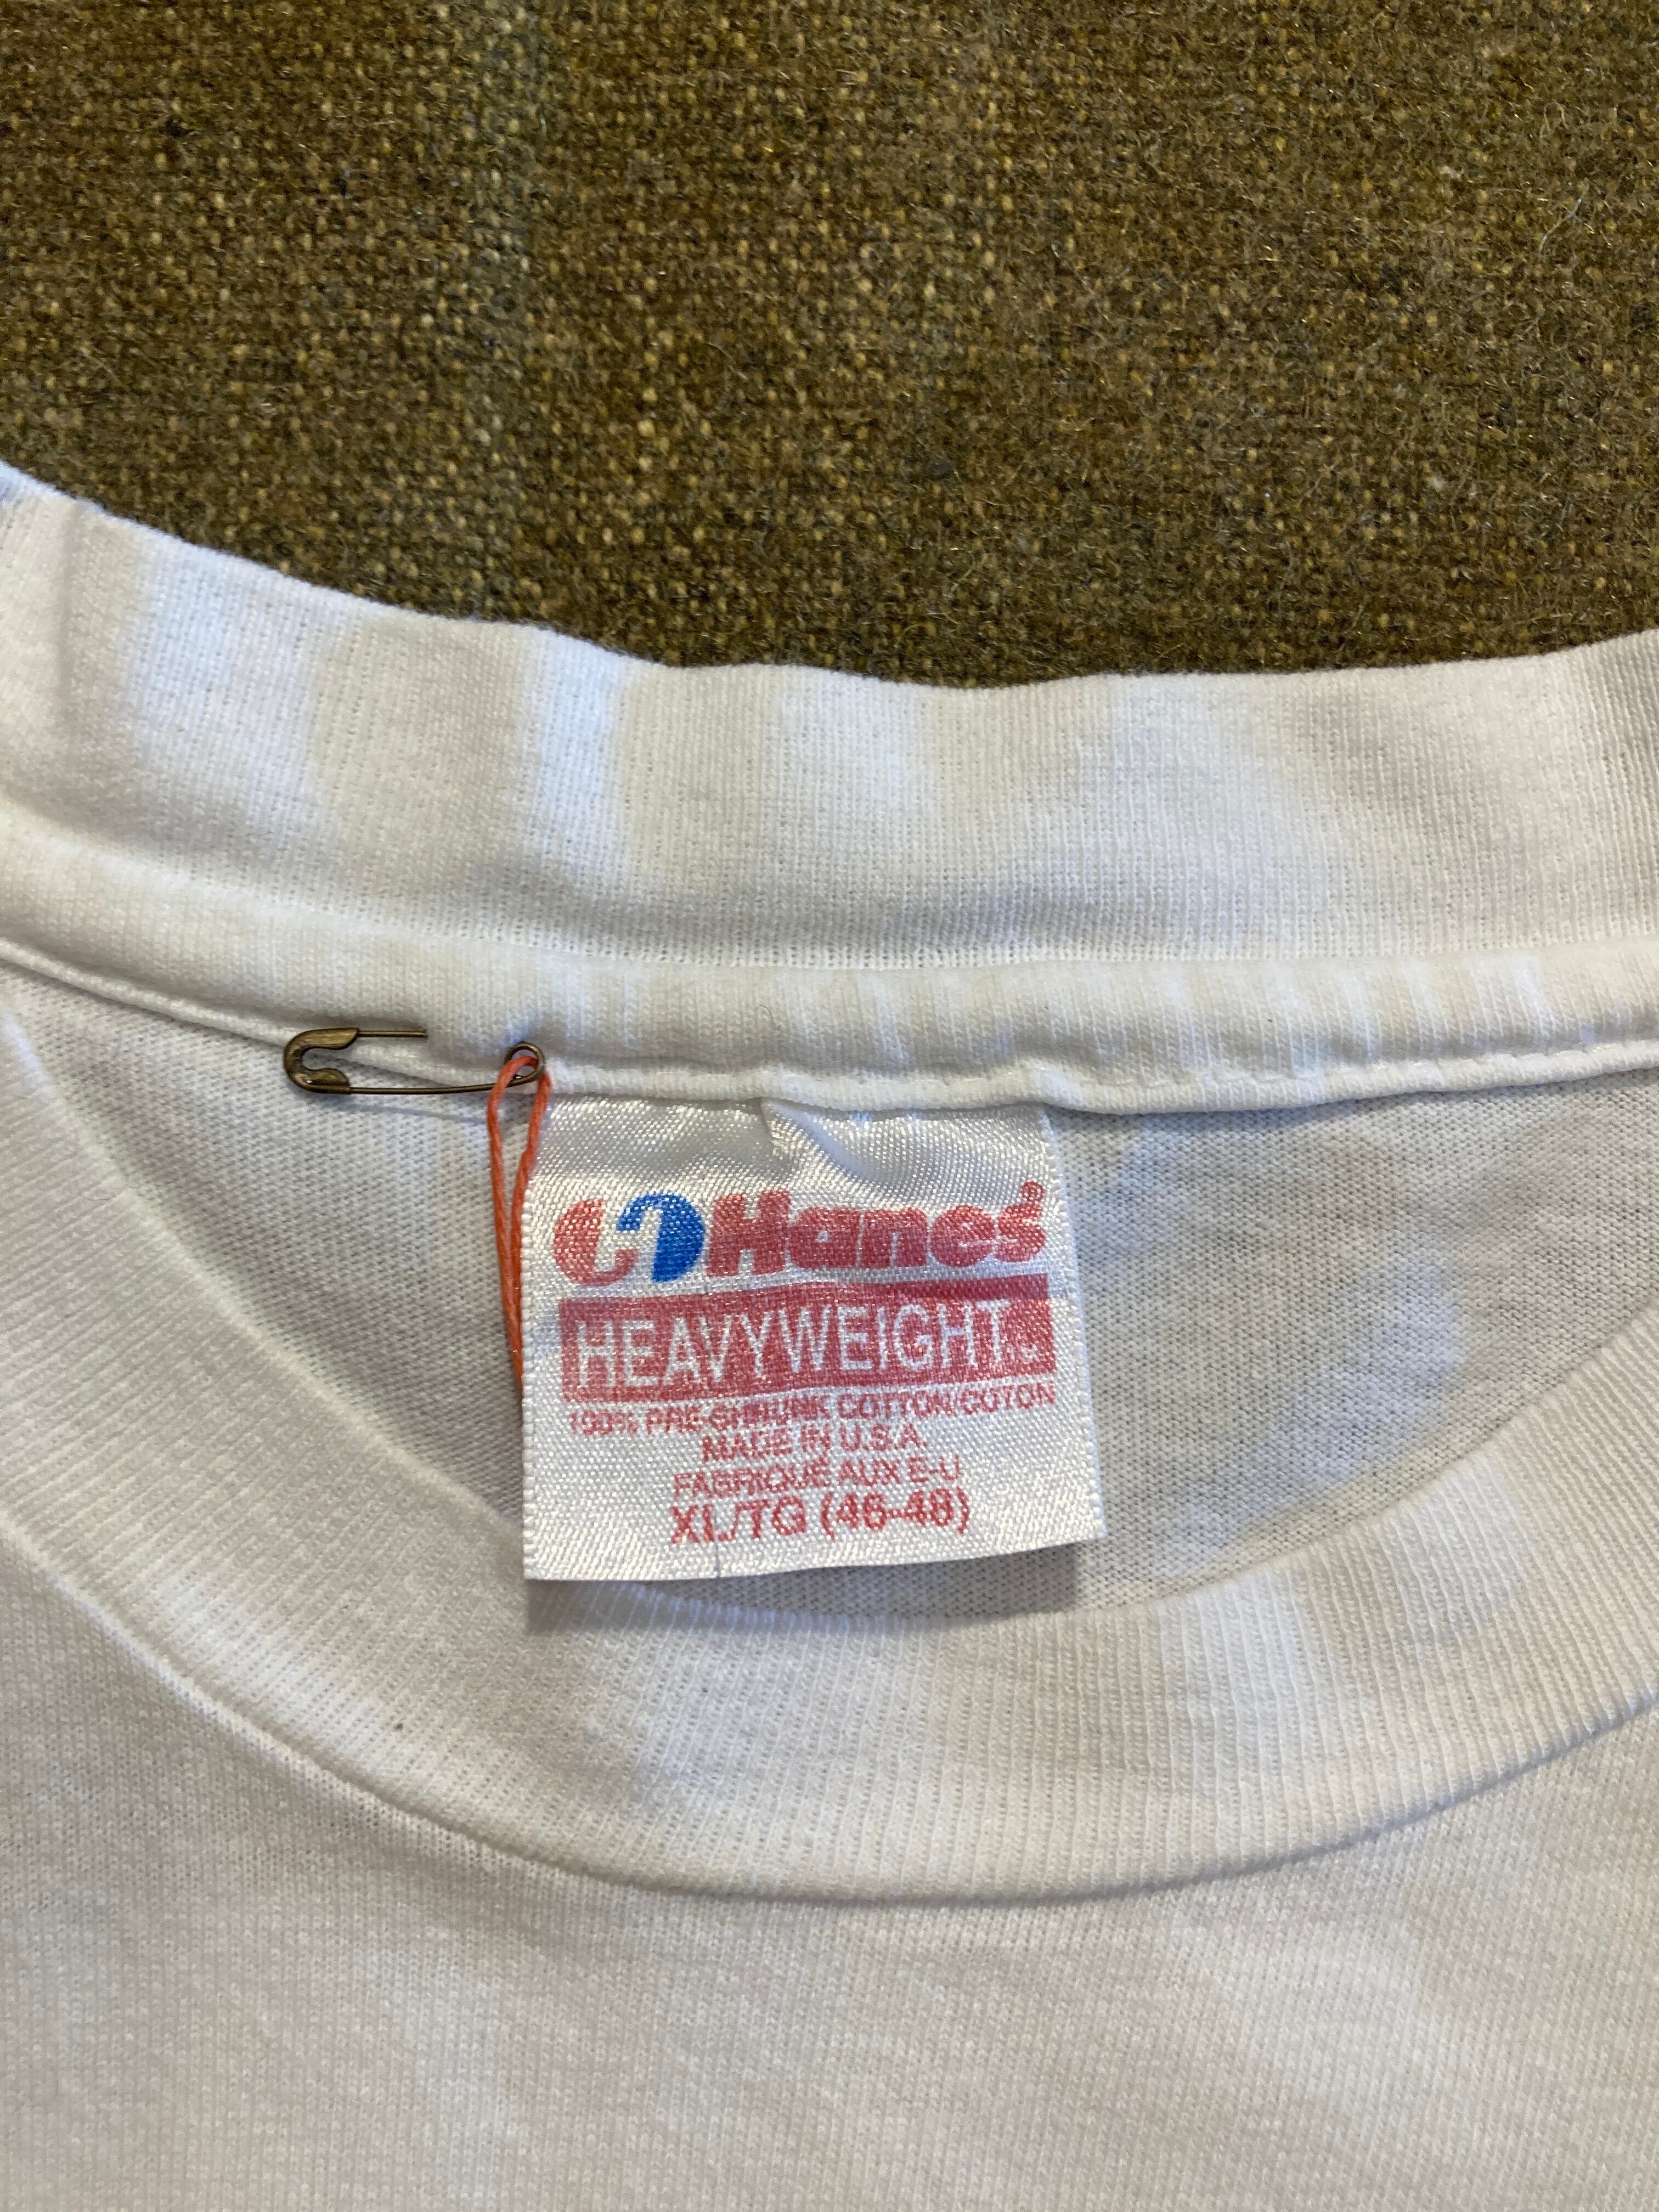 Hanes®
HEAVYWEIGHT
100% PRE-SHRUNK COTTON/COTON
MADE IN U.S.A.
FABRIQUÉ AUX E-U
XL/TG (46-48)